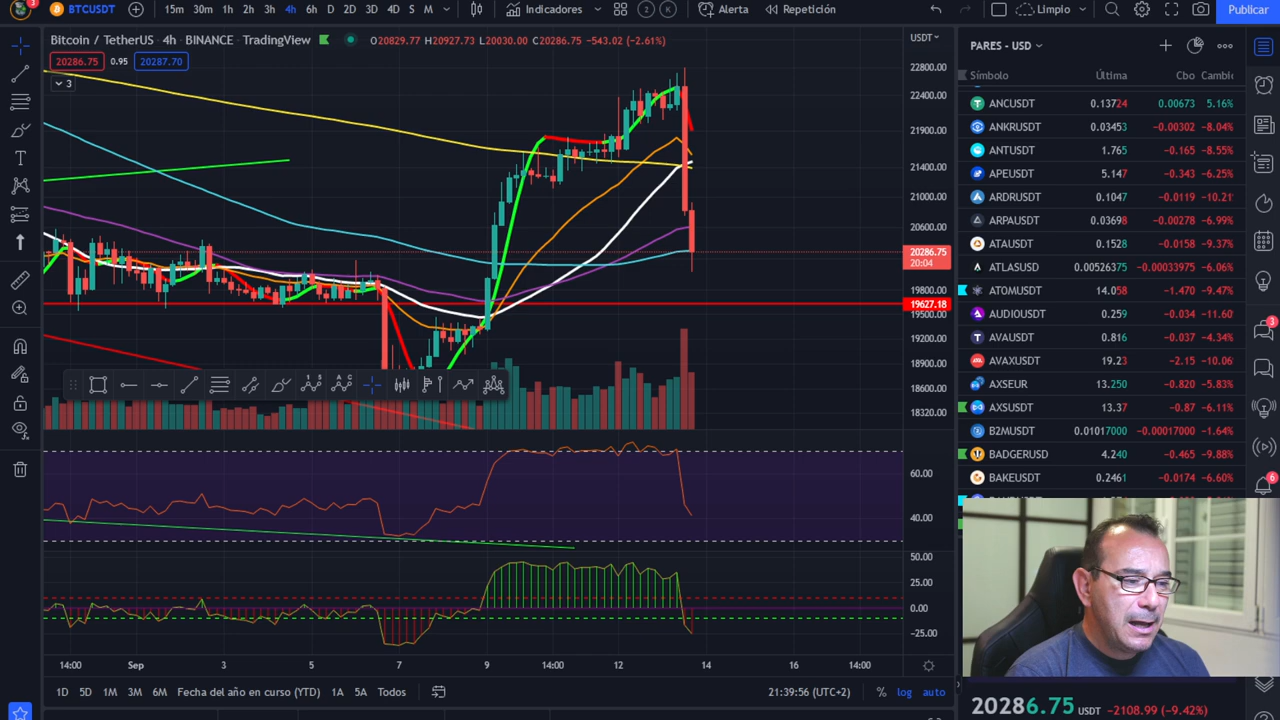 3 BTCUSDT 15m 30m 1h 2h 3h 4h 6h D 2D 3D 4D S M Indicadores 2 K Alerta Repetición Limpio Publicar
Bitcoin / TetherUS · 4h · BINANCE · TradingView O20829.77 H20927.73 L20030.00 C20286.75 −543.02 (−2.61%) USDT
20286.75 0.95 20287.70
3
22800.00
22400.00
21900.00
21400.00
21000.00
20600.00
20286.75
20:04
19800.00
19627.18
19500.00
19200.00
18900.00
18600.00
18320.00
60.00
40.00
50.00
25.00
0.00
−25.00
14:00 Sep 3 5 7 9 14:00 12 14 16 14:00
1D 5D 1M 3M 6M Fecha del año en curso (YTD) 1A 5A Todos 21:39:56 (UTC+2) % log auto
PARES - USD
Símbolo Última Cbo Cambic
ANCUSDT 0.13724 0.00673 5.16%
ANKRUSDT 0.03453 −0.00302 −8.04%
ANTUSDT 1.765 −0.165 −8.55%
APEUSDT 5.147 −0.343 −6.25%
ARDRUSDT 0.1047 −0.0119 −10.21
ARPAUSDT 0.03698 −0.00278 −6.99%
ATAUSDT 0.1528 −0.0158 −9.37%
ATLASUSD 0.00526375 −0.00033975 −6.06%
ATOMUSDT 14.058 −1.470 −9.47%
AUDIOUSDT 0.259 −0.034 −11.60
AVAUSDT 0.816 −0.037 −4.34%
AVAXUSDT 19.23 −2.15 −10.06
AXSEUR 13.250 −0.820 −5.83%
AXSUSDT 13.37 −0.87 −6.11%
B2MUSDT 0.01017000 −0.00017000 −1.64%
BADGERUSD 4.240 −0.465 −9.88%
BAKEUSDT 0.2461 −0.0174 −6.60%
3
6
20286.75 USDT −2108.99 (−9.42%)